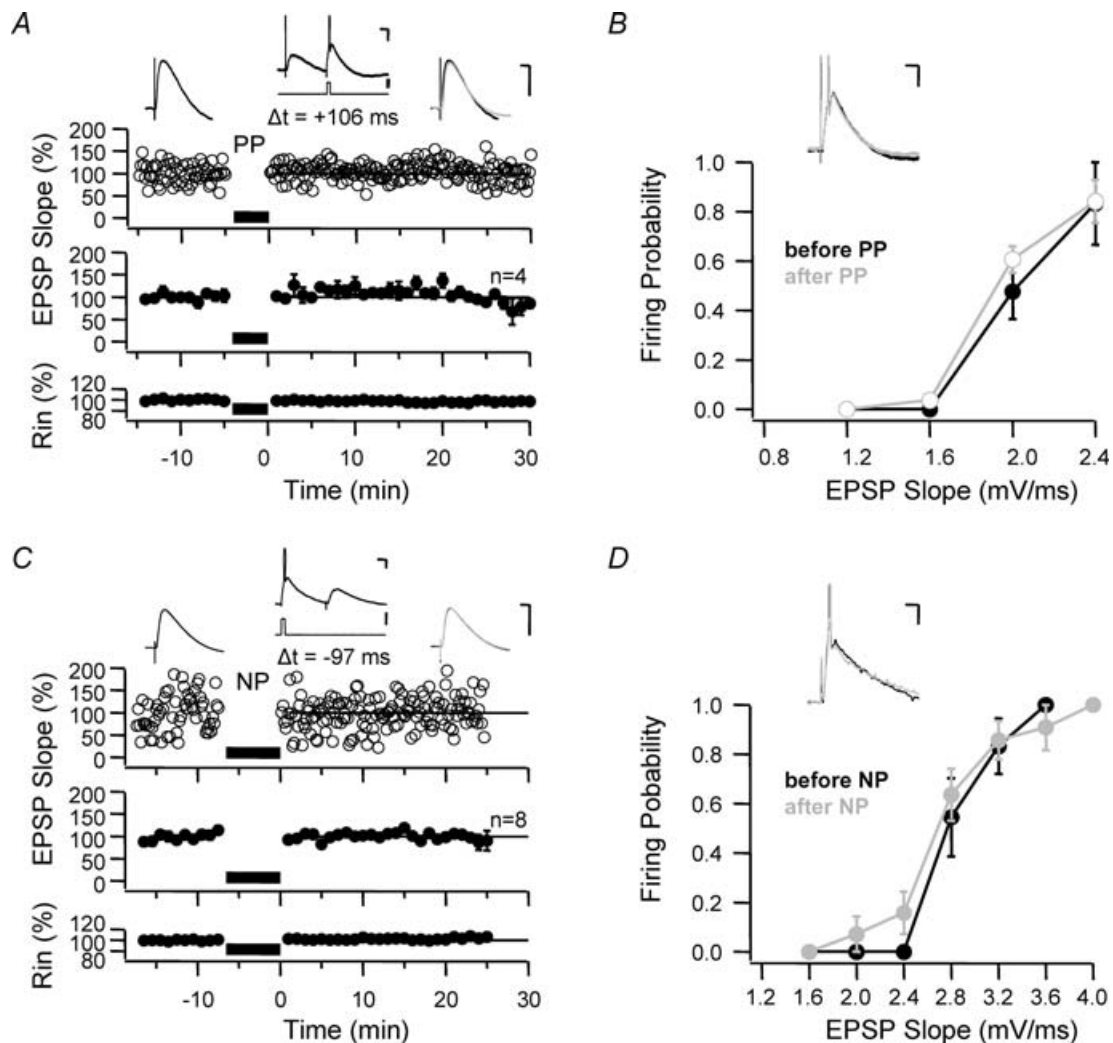 A
Δt = +106 ms
PP
EPSP Slope (%)
200
150
100
50
0
n=4
EPSP Slope (%)
200
150
100
50
0
Rin (%)
120
100
80
-10 0 10 20 30
Time (min)
B
before PP
after PP
Firing Probability
1.0
0.8
0.6
0.4
0.2
0.0
0.8 1.2 1.6 2.0 2.4
EPSP Slope (mV/ms)
C
Δt = -97 ms
NP
EPSP Slope (%)
200
150
100
50
0
n=8
EPSP Slope (%)
200
150
100
50
0
Rin (%)
120
100
80
-10 0 10 20 30
Time (min)
D
before NP
after NP
Firing Pobability
1.0
0.8
0.6
0.4
0.2
0.0
1.2 1.6 2.0 2.4 2.8 3.2 3.6 4.0
EPSP Slope (mV/ms)